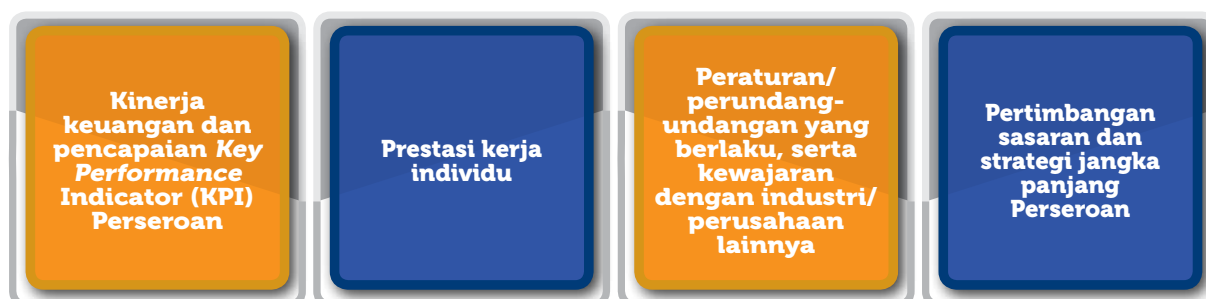 Kinerja
keuangan dan
pencapaian Key
Performance
Indicator (KPI)
Perseroan
Prestasi kerja
individu
Peraturan/
perundang-
undangan yang
berlaku, serta
kewajaran
dengan industri/
perusahaan
lainnya
Pertimbangan
sasaran dan
strategi jangka
panjang
Perseroan